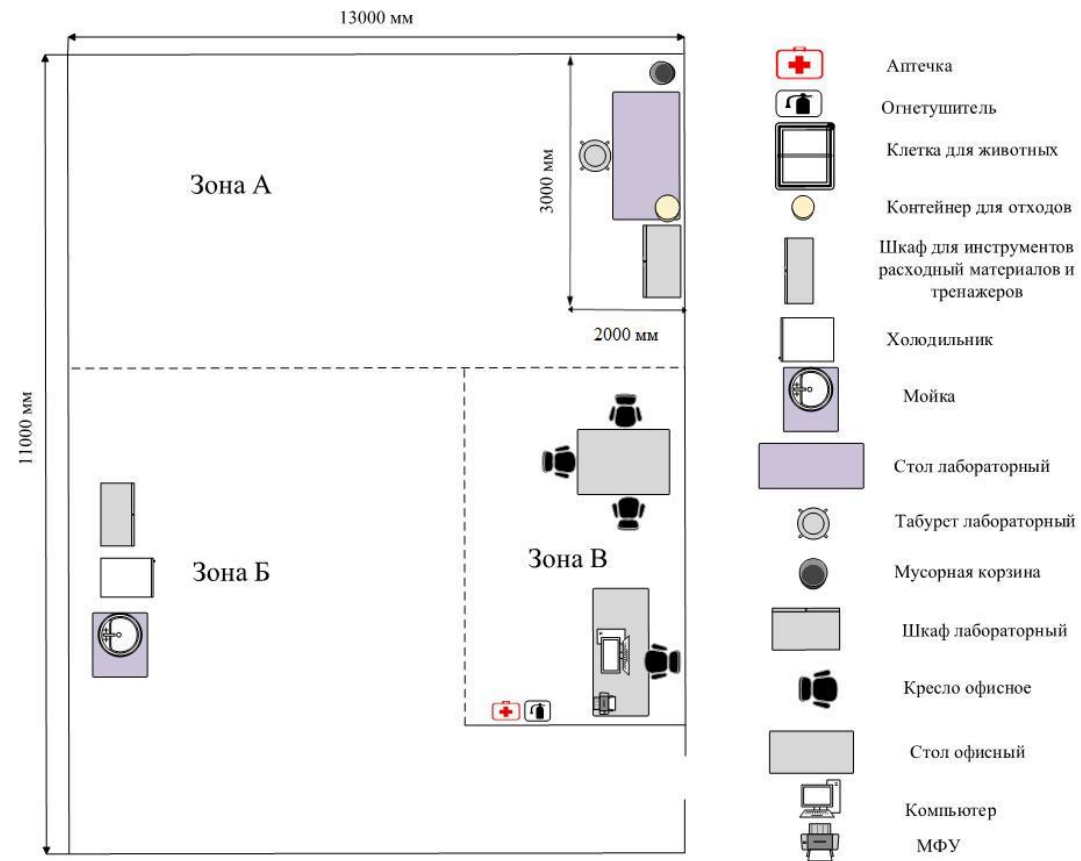 13000 мм
11000 мм
3000 мм
2000 мм
Зона А
Зона Б
Зона В
Аптечка
Огнетушитель
Клетка для животных
Контейнер для отходов
Шкаф для инструментов
расходный материалов и
тренажеров
Холодильник
Мойка
Стол лабораторный
Табурет лабораторный
Мусорная корзина
Шкаф лабораторный
Кресло офисное
Стол офисный
Компьютер
МФУ